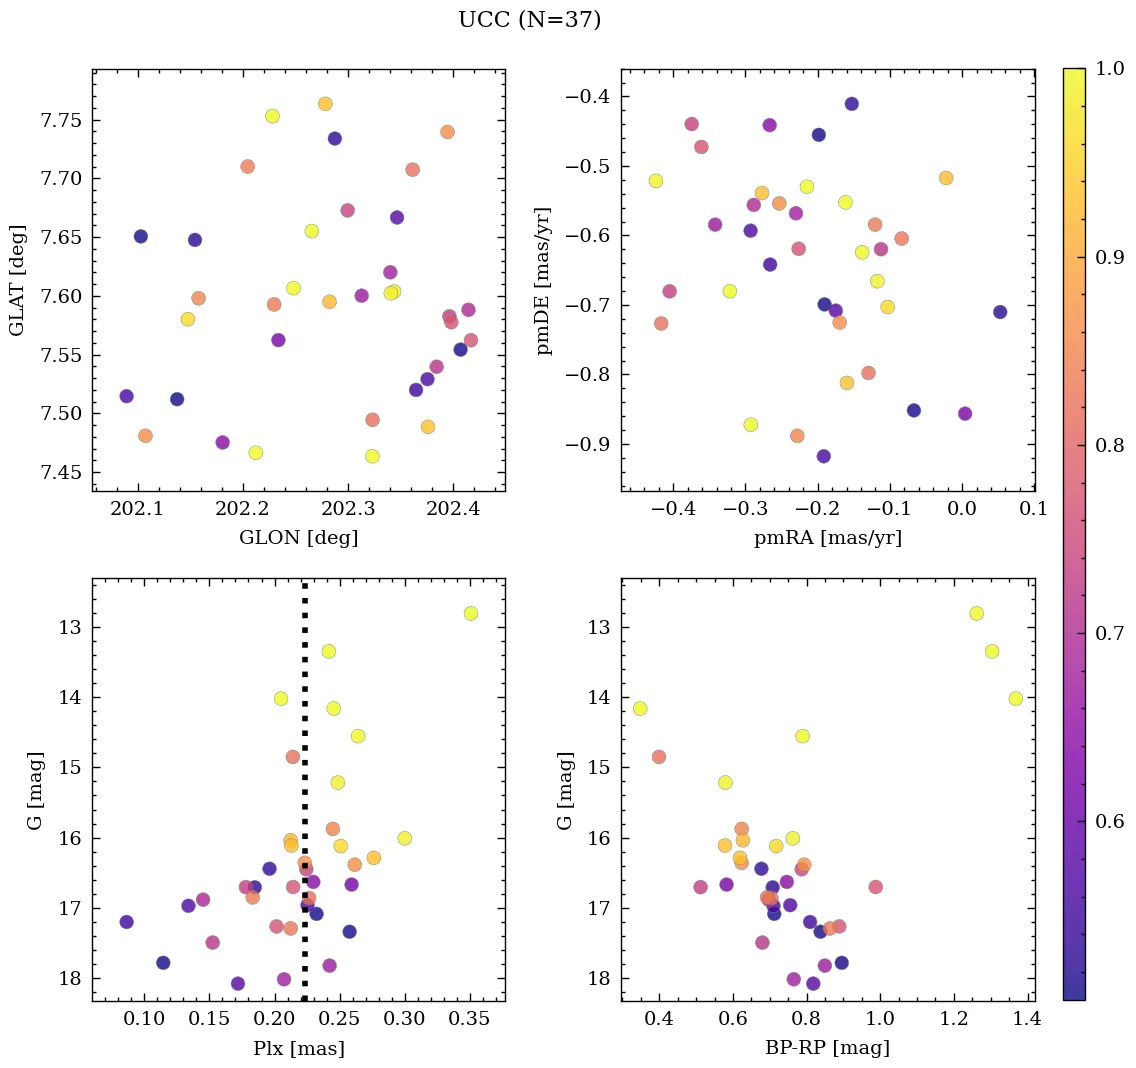 UCC (N=37)
7.75
7.70
7.65
7.60
7.55
7.50
7.45
GLAT [deg]
202.1 202.2 202.3 202.4
GLON [deg]
−0.4
−0.5
−0.6
−0.7
−0.8
−0.9
pmDE [mas/yr]
−0.4 −0.3 −0.2 −0.1 0.0 0.1
pmRA [mas/yr]
13
14
15
16
17
18
G [mag]
0.10 0.15 0.20 0.25 0.30 0.35
Plx [mas]
13
14
15
16
17
18
G [mag]
0.4 0.6 0.8 1.0 1.2 1.4
BP-RP [mag]
1.0
0.9
0.8
0.7
0.6